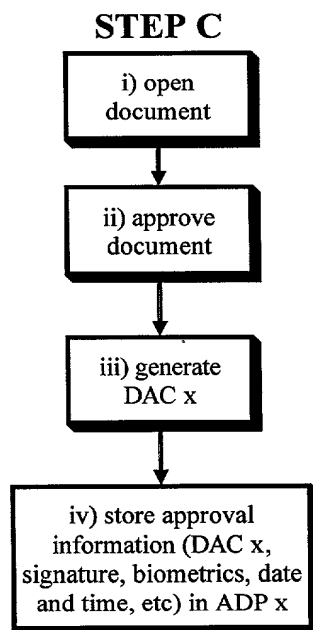 STEP C
i) open
document
ii) approve
document
iii) generate
DAC x
iv) store approval
information (DAC x,
signature, biometrics, date
and time, etc) in ADP x